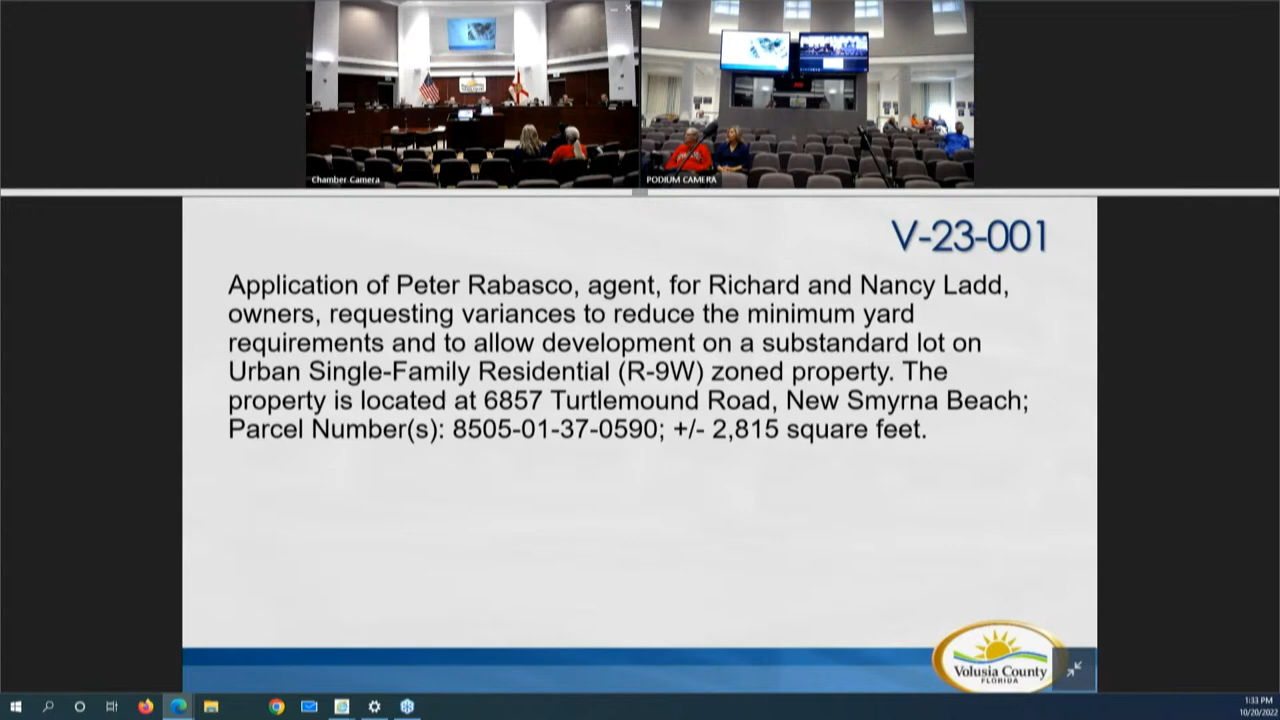 Chamber Camera
PODIUM CAMERA
V-23-001
Application of Peter Rabasco, agent, for Richard and Nancy Ladd,
owners, requesting variances to reduce the minimum yard
requirements and to allow development on a substandard lot on
Urban Single-Family Residential (R-9W) zoned property. The
property is located at 6857 Turtlemound Road, New Smyrna Beach;
Parcel Number(s): 8505-01-37-0590; +/- 2,815 square feet.
Volusia County
FLORIDA
1:33 PM
10/20/2022